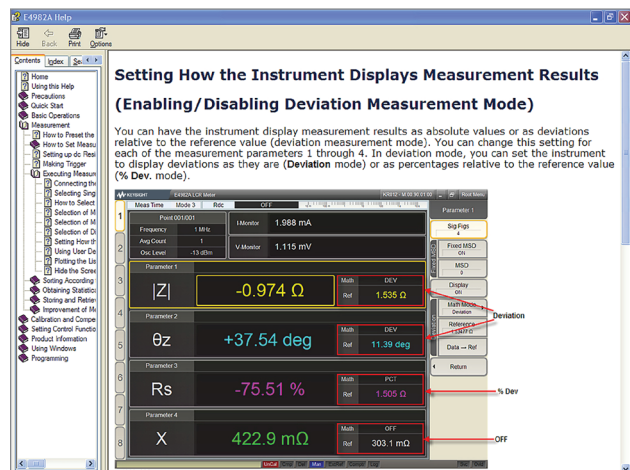 E4982A Help
Hide Back Print Options
Contents Index Se
Home
Using this Help
Precautions
Quick Start
Basic Operations
Measurement
How to Preset the
How to Set Measu
Setting up dc Resi
Making Trigger
Executing Measur
Connecting the
Selecting Sing
How to Select
Selection of M
Selection of M
Selection of Di
Setting How th
Using User De
Plotting the Lis
Hide the Scree
Sorting According
Obtaining Statistic
Storing and Retriev
Improvement of Me
Calibration and Compe
Setting Control Functio
Product Information
Using Windows
Programming
Setting How the Instrument Displays Measurement Results
(Enabling/Disabling Deviation Measurement Mode)
You can have the instrument display measurement results as absolute values or as deviations
relative to the reference value (deviation measurement mode). You can change this setting for
each of the measurement parameters 1 through 4. In deviation mode, you can set the instrument
to display deviations as they are (Deviation mode) or as percentages relative to the reference value
(% Dev. mode).
KEYSIGHT E4982A LCR Meter
Root Menu
Meas Time Mode 3 Rdc OFF
Parameter 1
1
Point 001/001
Frequency 1 MHz
Avg Count 1
Osc Level -13 dBm
I-Monitor 1.988 mA
V-Monitor 1.115 mV
Sig.Figs
4
2
Fixed MSD
ON
MSD
Display
ON
3
Parameter 1
|Z| -0.974 Ω
Math DEV
Ref 1.535 Ω
Math Mode
Deviation
Deviation
4
Parameter 2
θz +37.54 deg
Math DEV
Ref 11.39 deg
Reference
Data → Ref
5
Return
Parameter 3
6
Rs -75.51 %
Math PCT
Ref 1.505 Ω
% Dev
7
Parameter 4
8
X 422.9 mΩ
Math OFF
Ref 303.1 mΩ
OFF